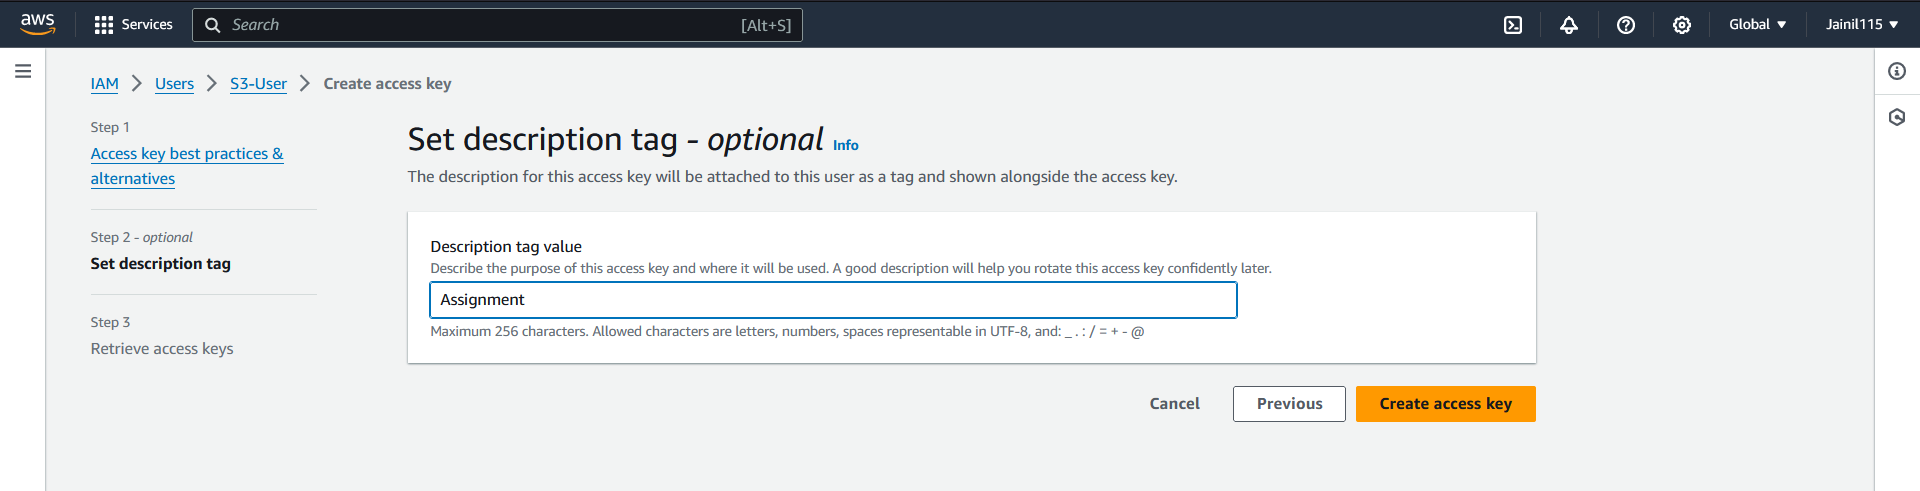 aws Services Search [Alt+S] Global Jainil115
IAM Users S3-User Create access key
Step 1
Access key best practices &
alternatives
Step 2 - optional
Set description tag
Step 3
Retrieve access keys
Set description tag - optional Info
The description for this access key will be attached to this user as a tag and shown alongside the access key.
Description tag value
Describe the purpose of this access key and where it will be used. A good description will help you rotate this access key confidently later.
Assignment
Maximum 256 characters. Allowed characters are letters, numbers, spaces representable in UTF-8, and: _ . : / = + - @
Cancel Previous Create access key